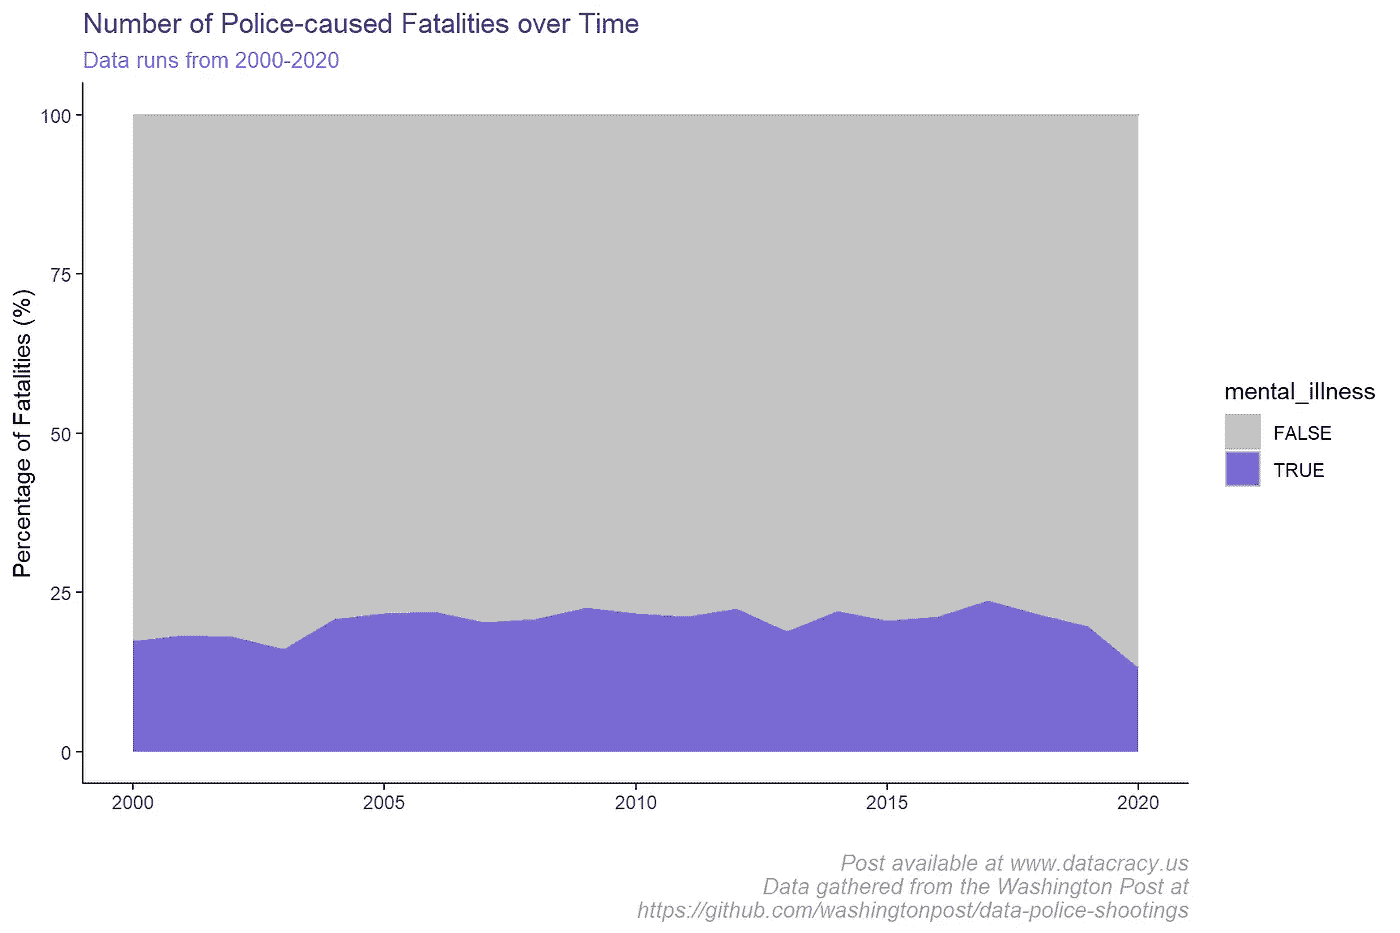 Number of Police-caused Fatalities over Time
Data runs from 2000-2020
Percentage of Fatalities (%)
100
75
50
25
0
2000 2005 2010 2015 2020
mental_illness
FALSE
TRUE
Post available at www.datacracy.us
Data gathered from the Washington Post at
https://github.com/washingtonpost/data-police-shootings